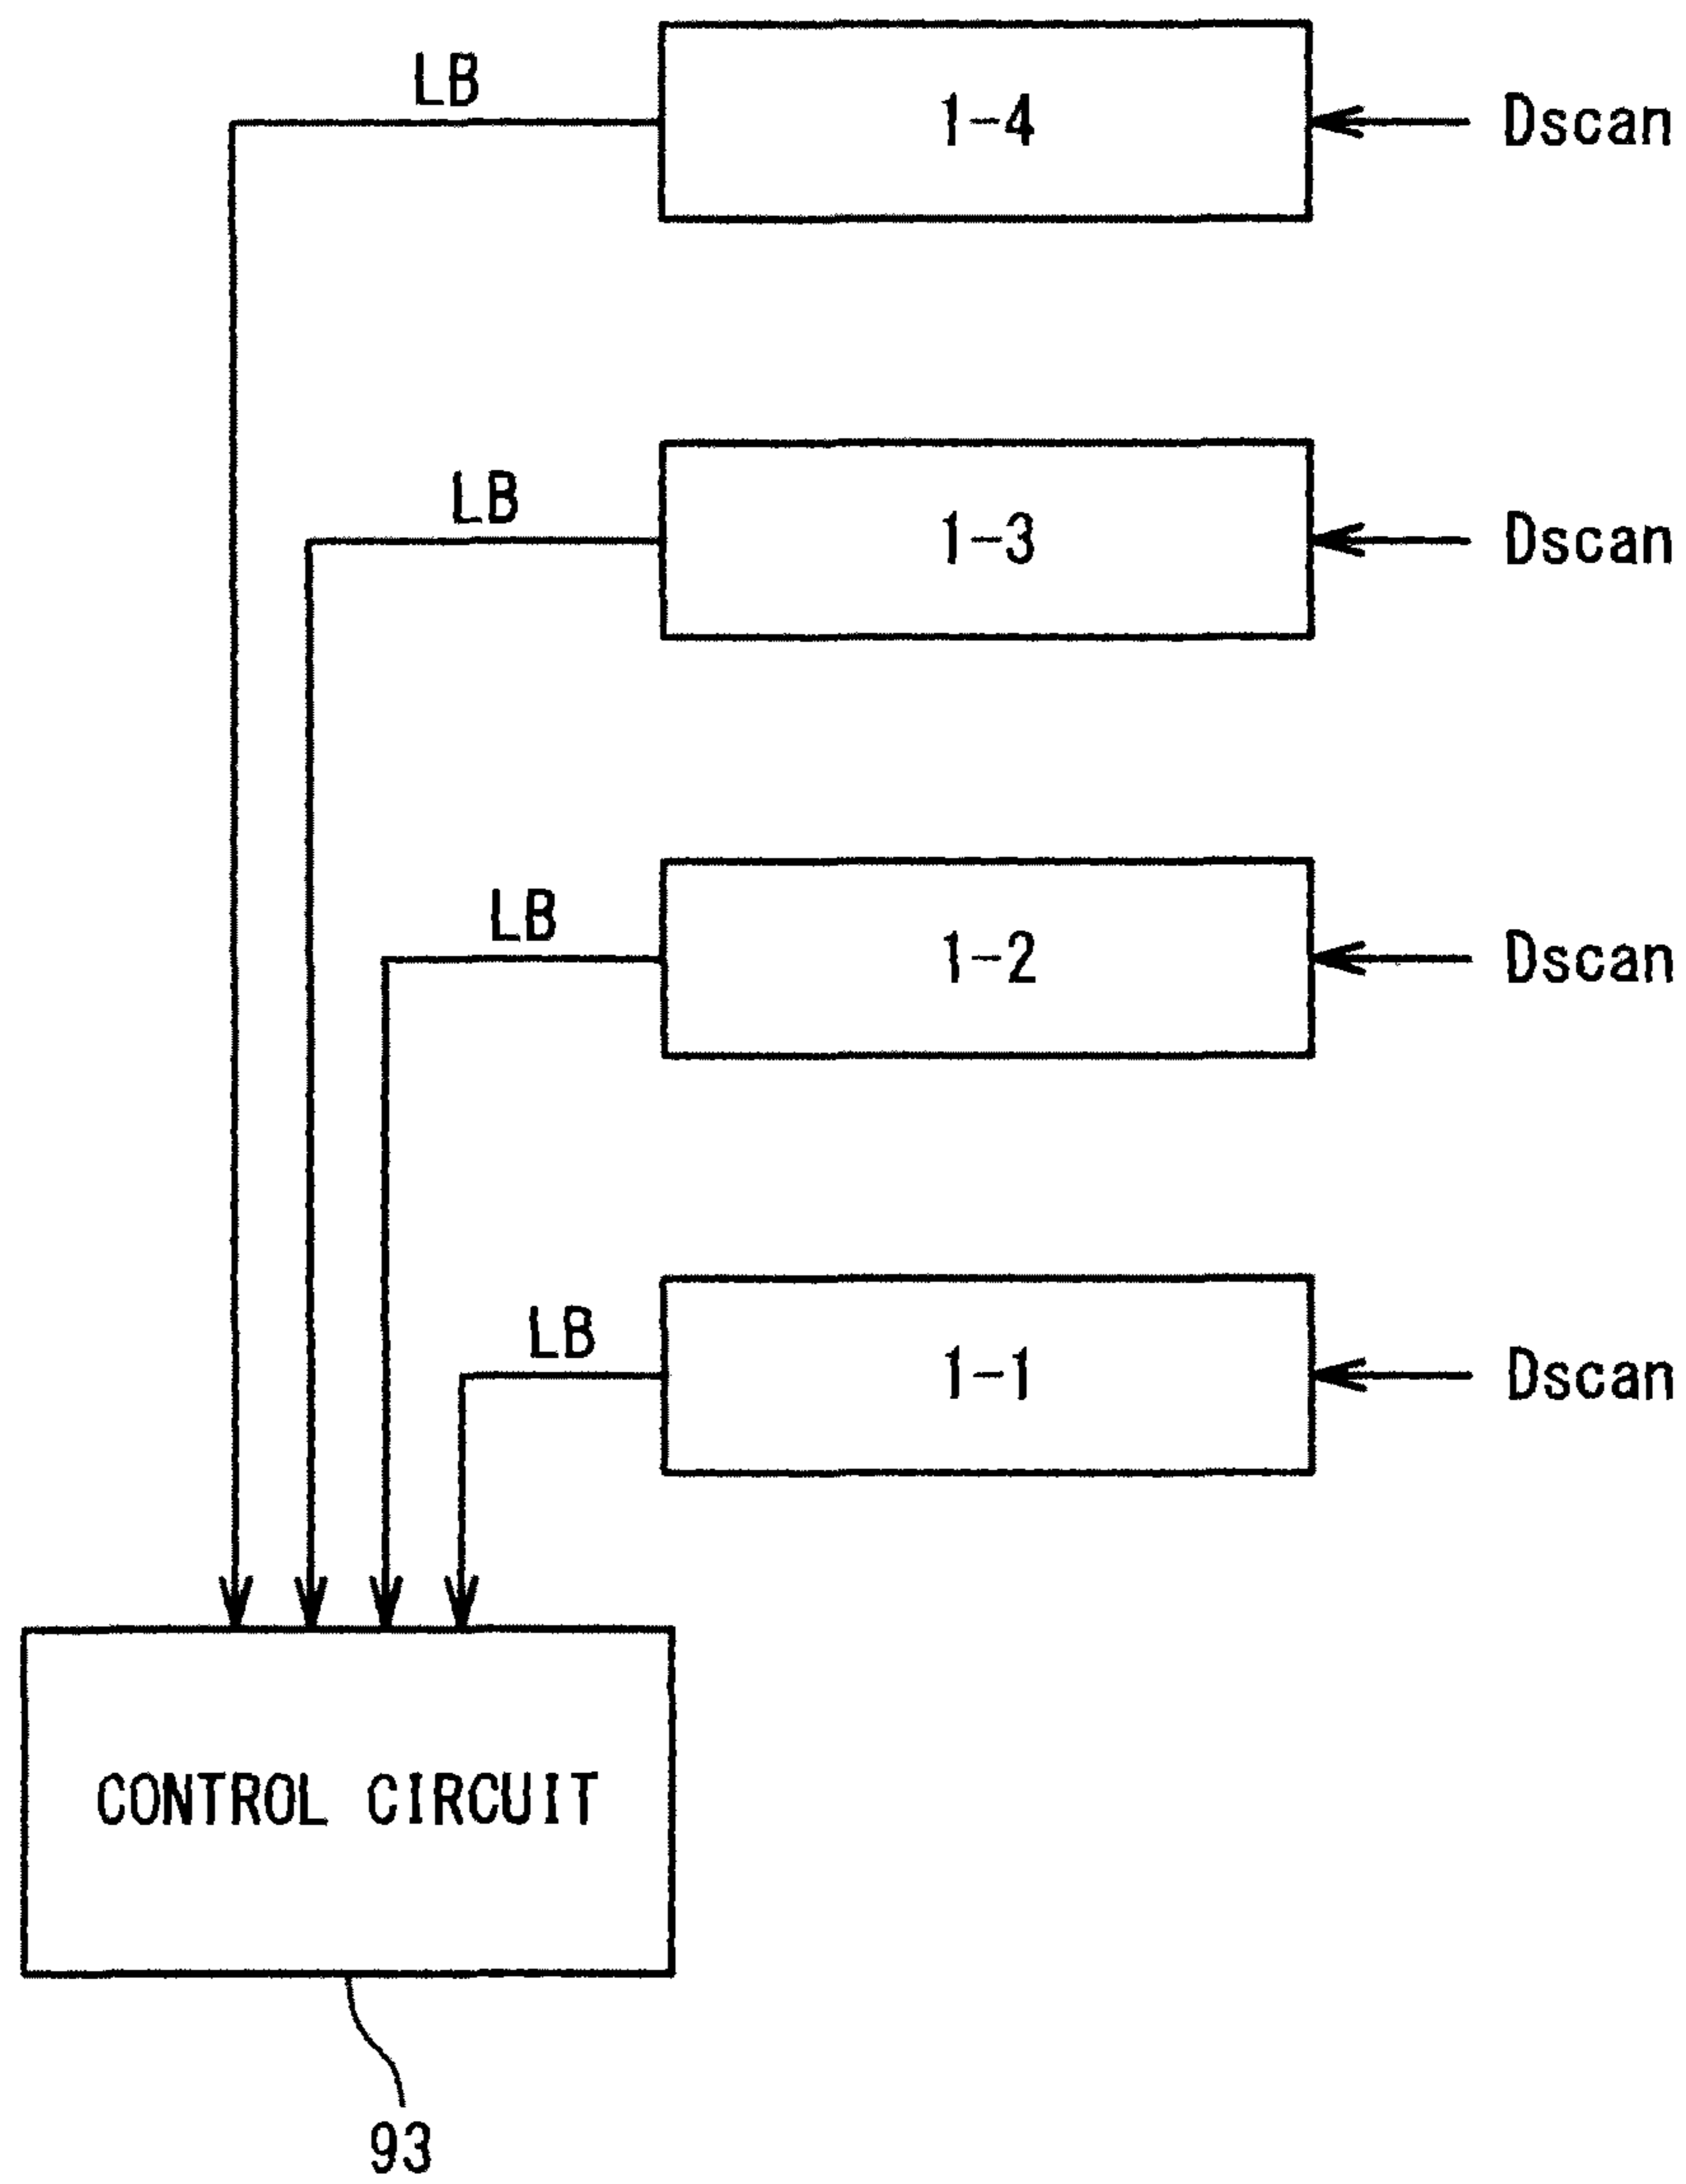 LB
1-4
Dscan
LB
1-3
Dscan
LB
1-2
Dscan
LB
1-1
Dscan
CONTROL CIRCUIT
93